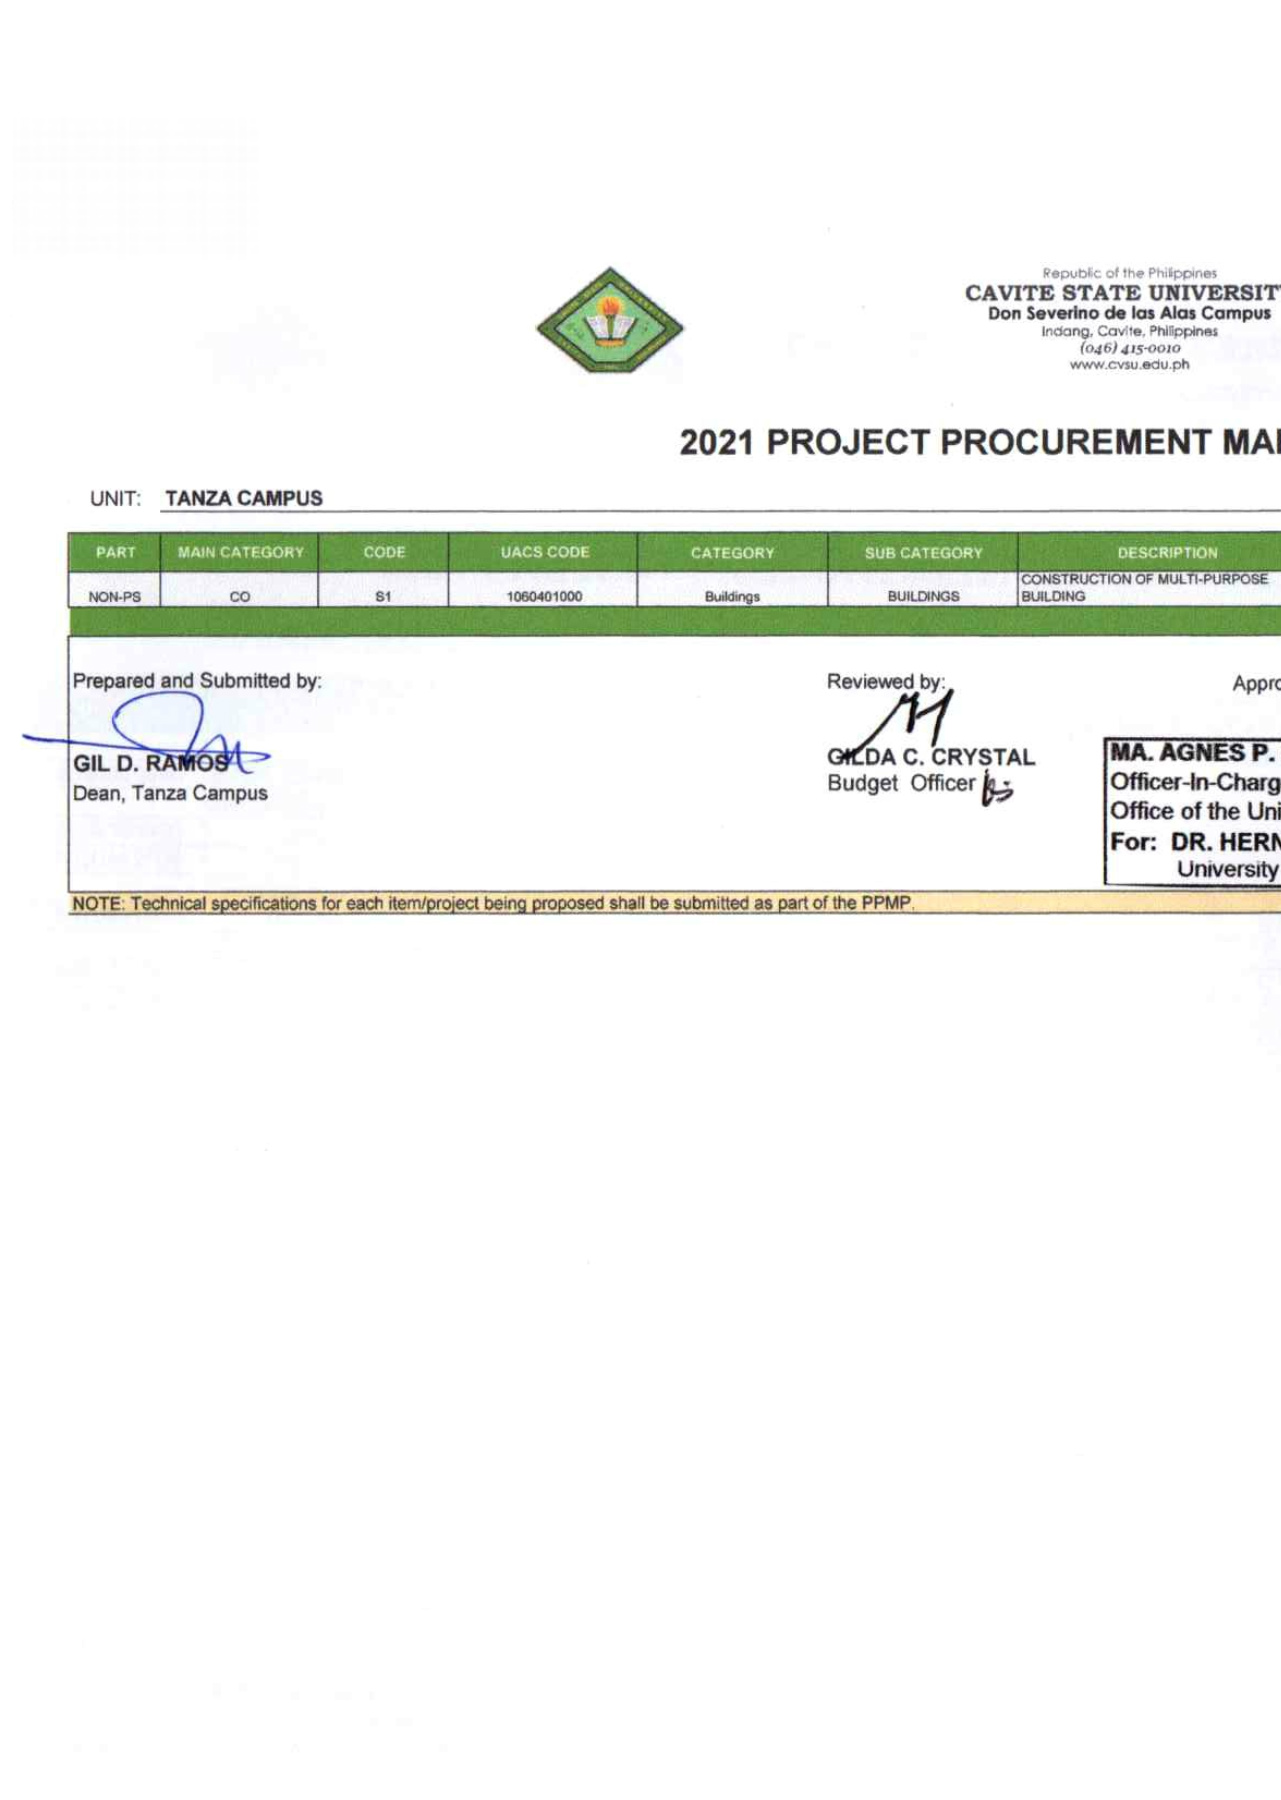 Republic of the Philippines
CAVITE STATE UNIVERSIT
Don Severino de las Alas Campus
Indang, Cavite, Philippines
(046) 415-0010
www.cvsu.edu.ph
2021 PROJECT PROCUREMENT MA
UNIT: TANZA CAMPUS
PART MAIN CATEGORY CODE UACS CODE CATEGORY SUB CATEGORY DESCRIPTION
NON-PS CO S1 1060401000 Buildings BUILDINGS CONSTRUCTION OF MULTI-PURPOSE
BUILDING
Prepared and Submitted by: Reviewed by: Appro
GIL D. RAMOS GILDA C. CRYSTAL MA. AGNES P.
Dean, Tanza Campus Budget Officer Officer-In-Charg
Office of the Uni
For: DR. HERN
University
NOTE: Technical specifications for each item/project being proposed shall be submitted as part of the PPMP.